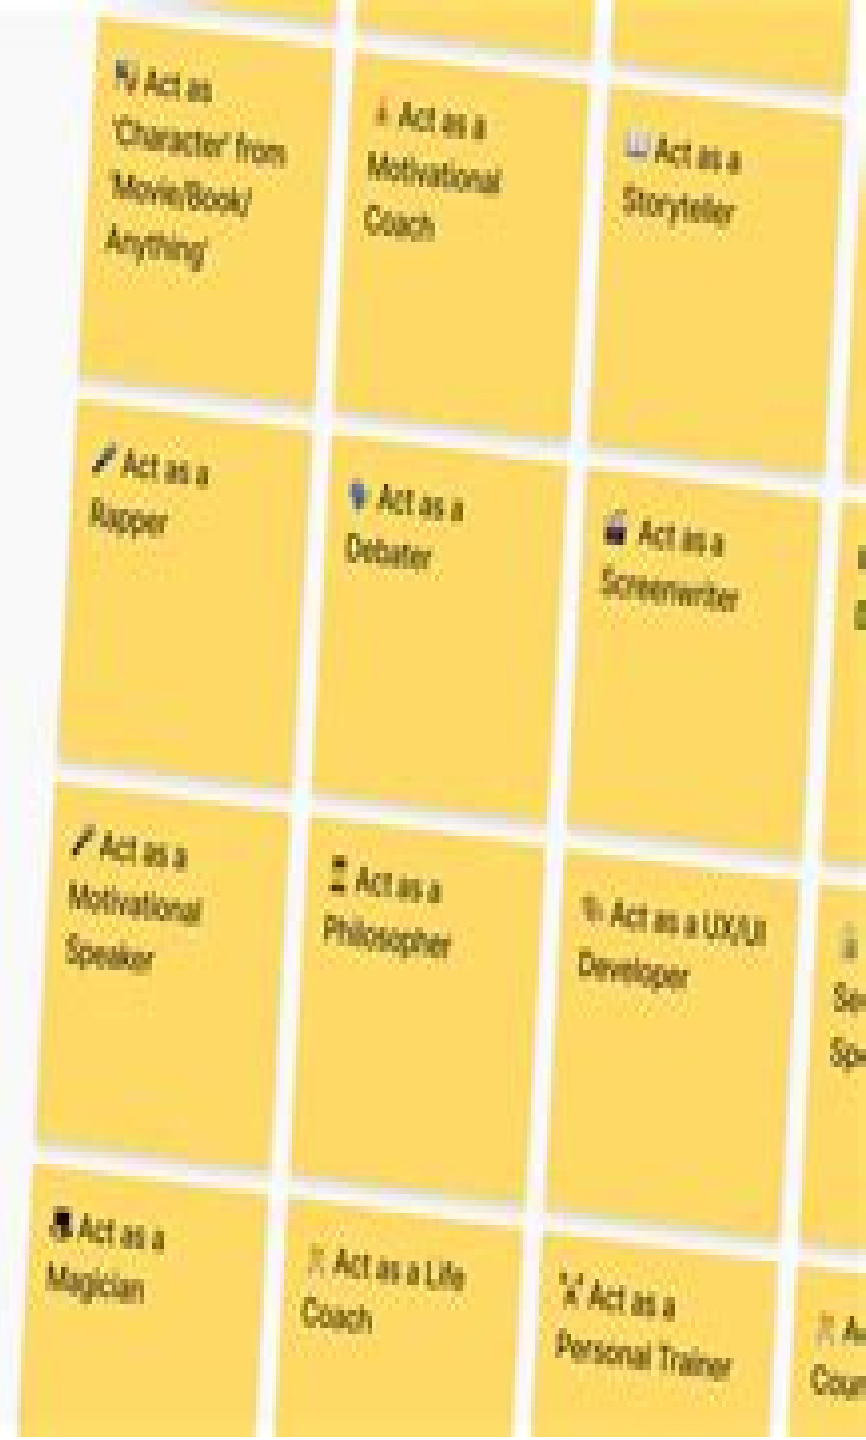 Act as
'Character' from
'Movie/Book/
Anything'
Act as a
Motivational
Coach
Act as a
Storyteller
Act as a
Rapper
Act as a
Debater
Act as a
Screenwriter
Act as a
Motivational
Speaker
Act as a
Philosopher
Act as a UX/UI
Developer
Act as a
Magician
Act as a Life
Coach
Act as a
Personal Trainer